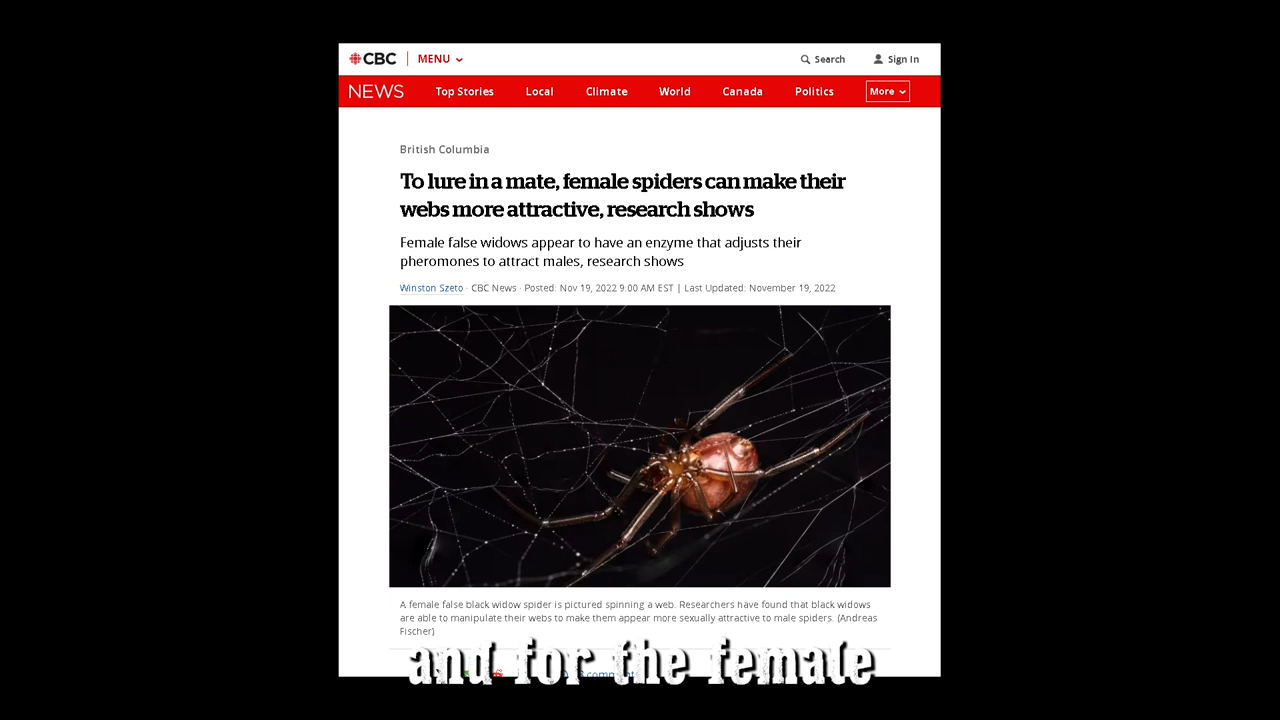 CBC MENU Search Sign In
NEWS Top Stories Local Climate World Canada Politics More
British Columbia
To lure in a mate, female spiders can make their
webs more attractive, research shows
Female false widows appear to have an enzyme that adjusts their
pheromones to attract males, research shows
Winston Szeto · CBC News · Posted: Nov 19, 2022 9:00 AM EST | Last Updated: November 19, 2022
A female false black widow spider is pictured spinning a web. Researchers have found that black widows
are able to manipulate their webs to make them appear more sexually attractive to male spiders. (Andreas
Fischer)
and for the female